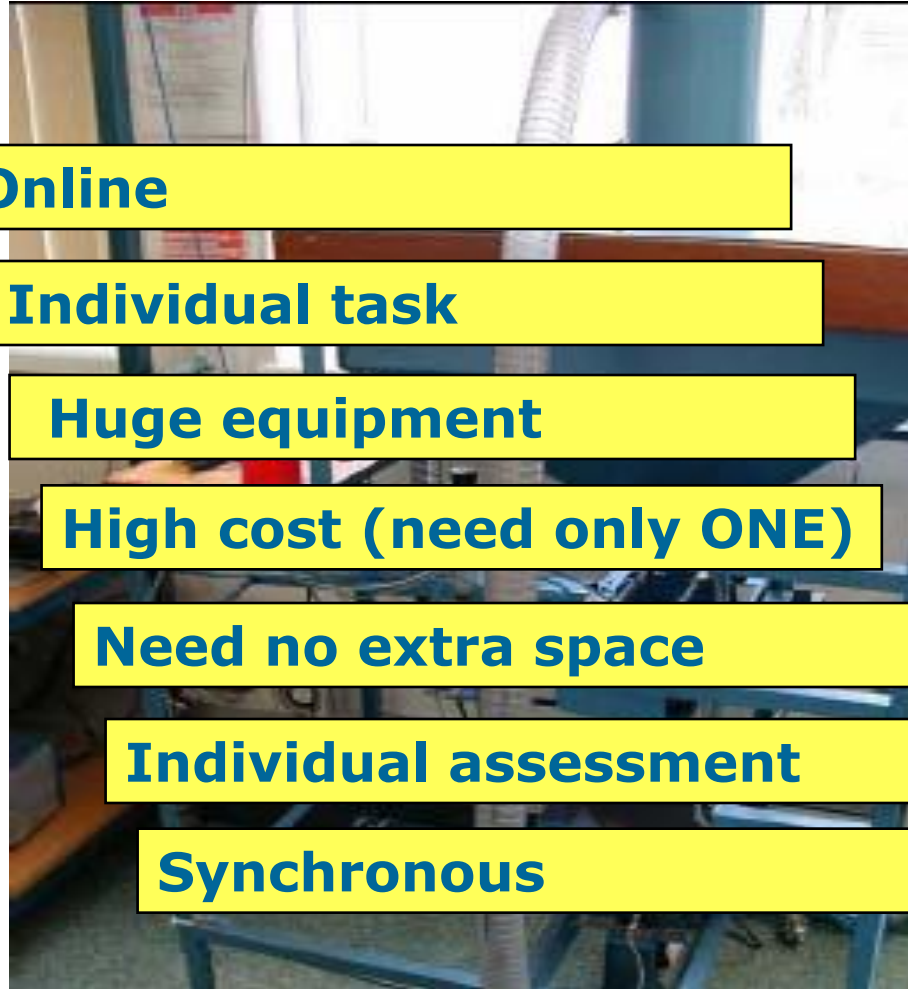 Online
Individual task
Huge equipment
High cost (need only ONE)
Need no extra space
Individual assessment
Synchronous